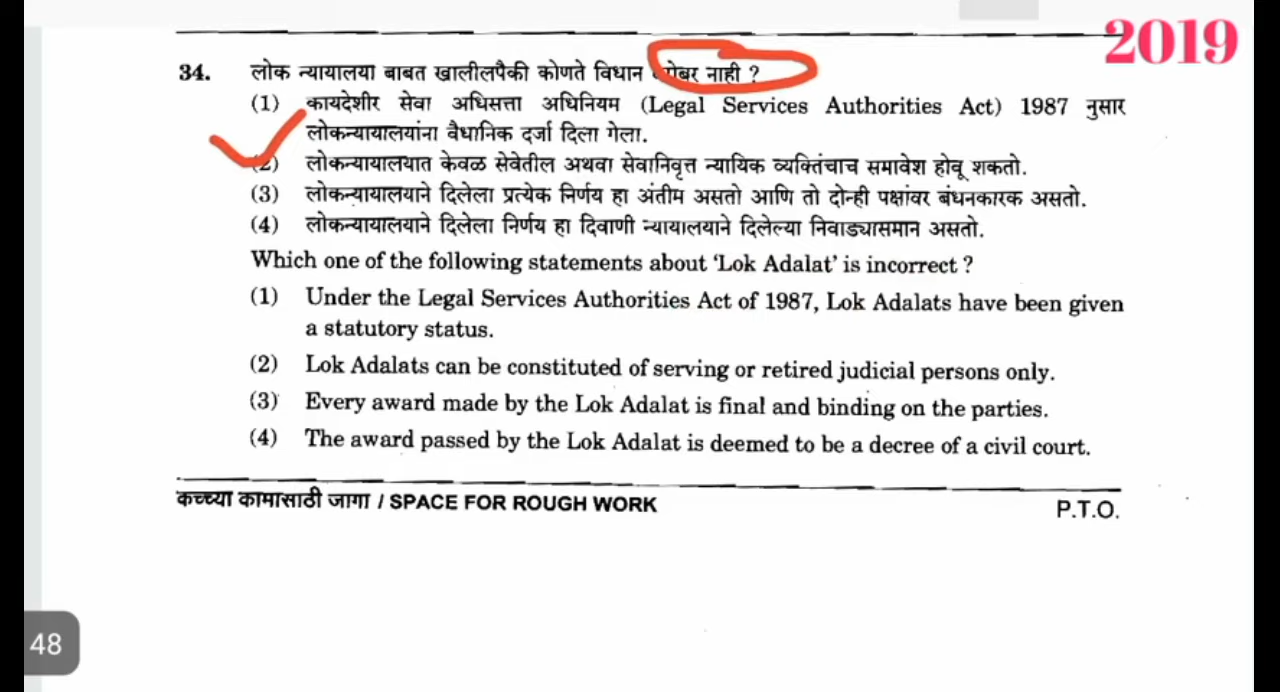 2019
34. लोक न्यायालया बाबत खालीलपैकी कोणते विधान नाही ?
(1) कायदेशीर सेवा अधिसत्ता अधिनियम (Legal Services Authorities Act) 1987 नुसार
लोकन्यायालयांना वैधानिक दर्जा दिला गेला.
(2) लोकन्यायालयात केवळ सेवेतील अथवा सेवानिवृत्त न्यायिक व्यक्तिंचाच समावेश होवू शकतो.
(3) लोकन्यायालयाने दिलेला प्रत्येक निर्णय हा अंतीम असतो आणि तो दोन्ही पक्षांवर बंधनकारक असतो.
(4) लोकन्यायालयाने दिलेला निर्णय हा दिवाणी न्यायालयाने दिलेल्या निवाड्यासमान असतो.
Which one of the following statements about ‘Lok Adalat’ is incorrect ?
(1) Under the Legal Services Authorities Act of 1987, Lok Adalats have been given
a statutory status.
(2) Lok Adalats can be constituted of serving or retired judicial persons only.
(3) Every award made by the Lok Adalat is final and binding on the parties.
(4) The award passed by the Lok Adalat is deemed to be a decree of a civil court.
कच्च्या कामासाठी जागा / SPACE FOR ROUGH WORK
P.T.O.
48